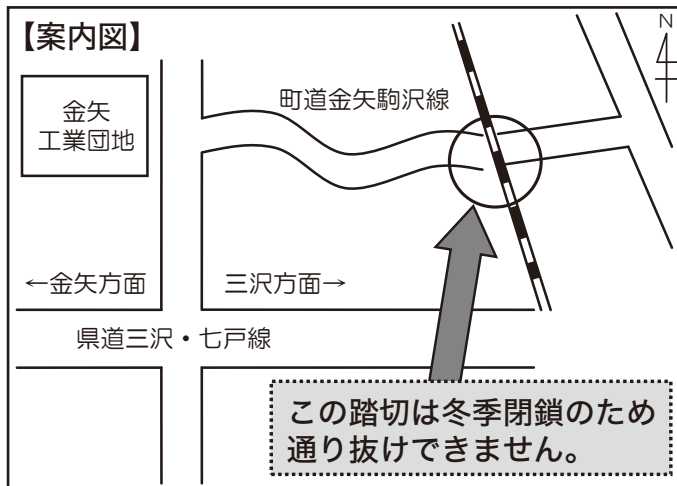 【案内図】
N
金矢
工業団地
町道金矢駒沢線
←金矢方面
三沢方面→
県道三沢・七戸線
この踏切は冬季閉鎖のため
通り抜けできません。